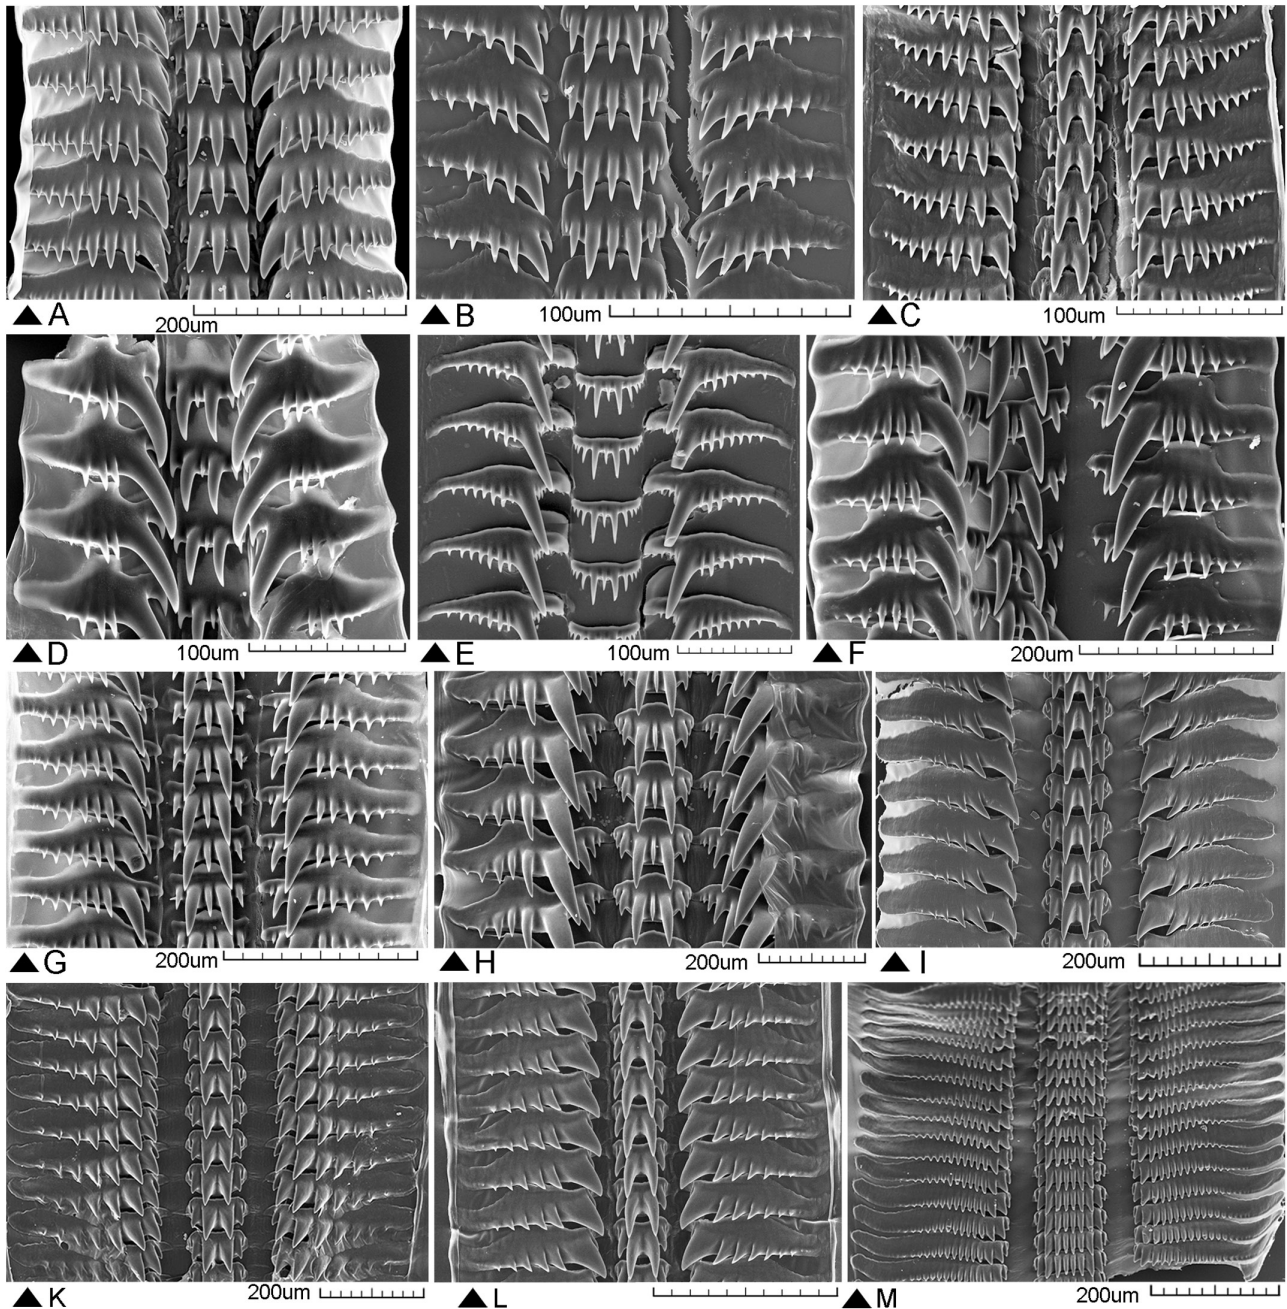 ▲ A 200um
▲ B 100um
▲ C 100um
▲ D 100um
▲ E 100um
▲ F 200um
▲ G 200um
▲ H 200um
▲ I 200um
▲ K 200um
▲ L
▲ M 200um